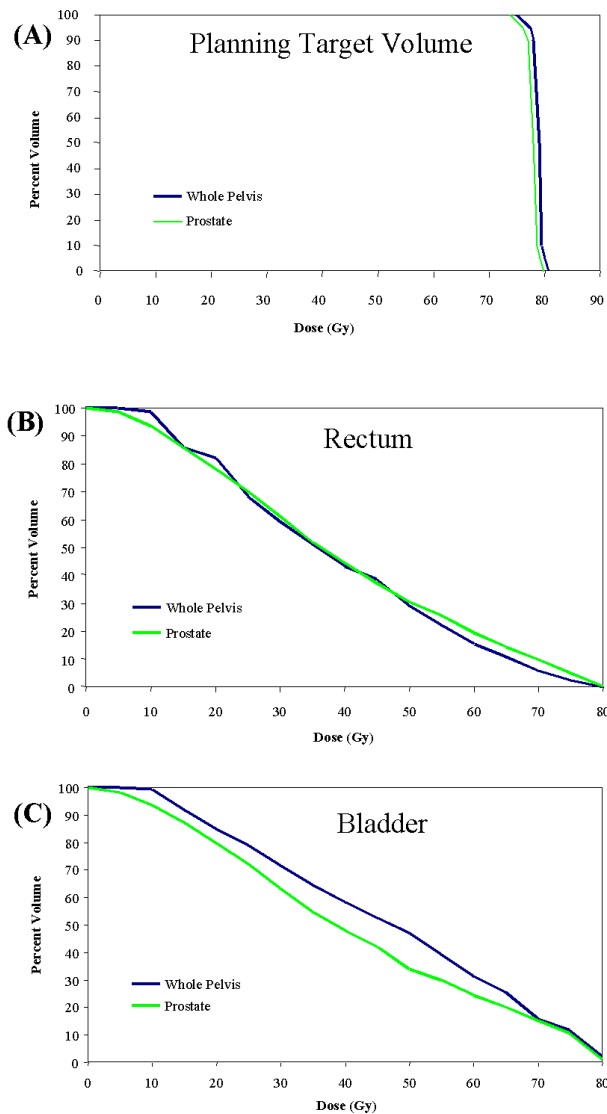 (A)
Planning Target Volume
Percent Volume
100
90
80
70
60
50
40
30
20
10
0
Whole Pelvis
Prostate
0 10 20 30 40 50 60 70 80 90
Dose (Gy)
(B)
Rectum
Percent Volume
100
90
80
70
60
50
40
30
20
10
0
Whole Pelvis
Prostate
0 10 20 30 40 50 60 70 80
Dose (Gy)
(C)
Bladder
Percent Volume
100
90
80
70
60
50
40
30
20
10
0
Whole Pelvis
Prostate
0 10 20 30 40 50 60 70 80
Dose (Gy)